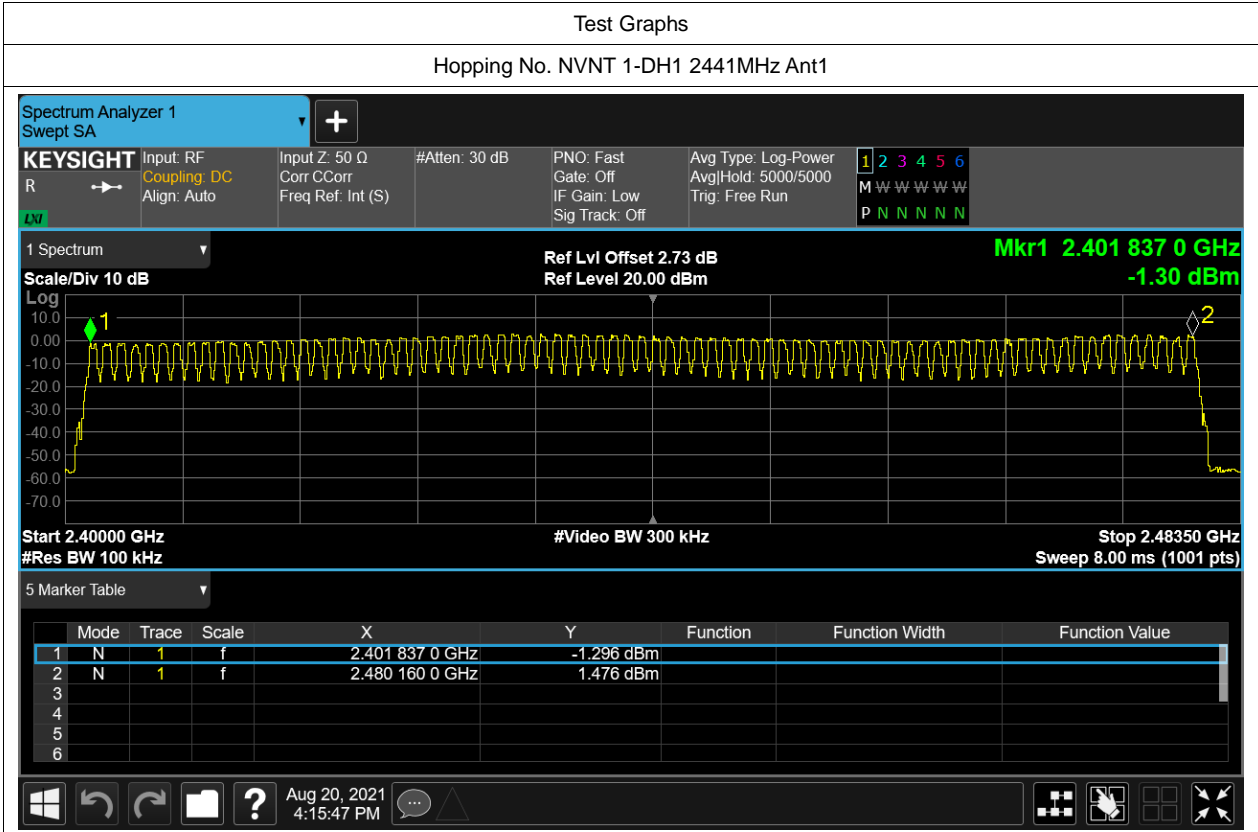 Test Graphs
Hopping No. NVNT 1-DH1 2441MHz Ant1
Spectrum Analyzer 1
Swept SA
+
KEYSIGHT
R
LXI
Input: RF
Coupling: DC
Align: Auto
Input Z: 50 Ω
Corr CCorr
Freq Ref: Int (S)
#Atten: 30 dB
PNO: Fast
Gate: Off
IF Gain: Low
Sig Track: Off
Avg Type: Log-Power
Avg|Hold: 5000/5000
Trig: Free Run
1 2 3 4 5 6
M W W W W W
P N N N N N
1 Spectrum
Scale/Div 10 dB
Ref Lvl Offset 2.73 dB
Ref Level 20.00 dBm
Mkr1 2.401 837 0 GHz
-1.30 dBm
Log
10.0
0.00
-10.0
-20.0
-30.0
-40.0
-50.0
-60.0
-70.0
1
2
Start 2.40000 GHz
#Video BW 300 kHz
Stop 2.48350 GHz
#Res BW 100 kHz
Sweep 8.00 ms (1001 pts)
5 Marker Table
Mode Trace Scale X Y Function Function Width Function Value
1 N 1 f 2.401 837 0 GHz -1.296 dBm
2 N 1 f 2.480 160 0 GHz 1.476 dBm
3
4
5
6
?
Aug 20, 2021
4:15:47 PM